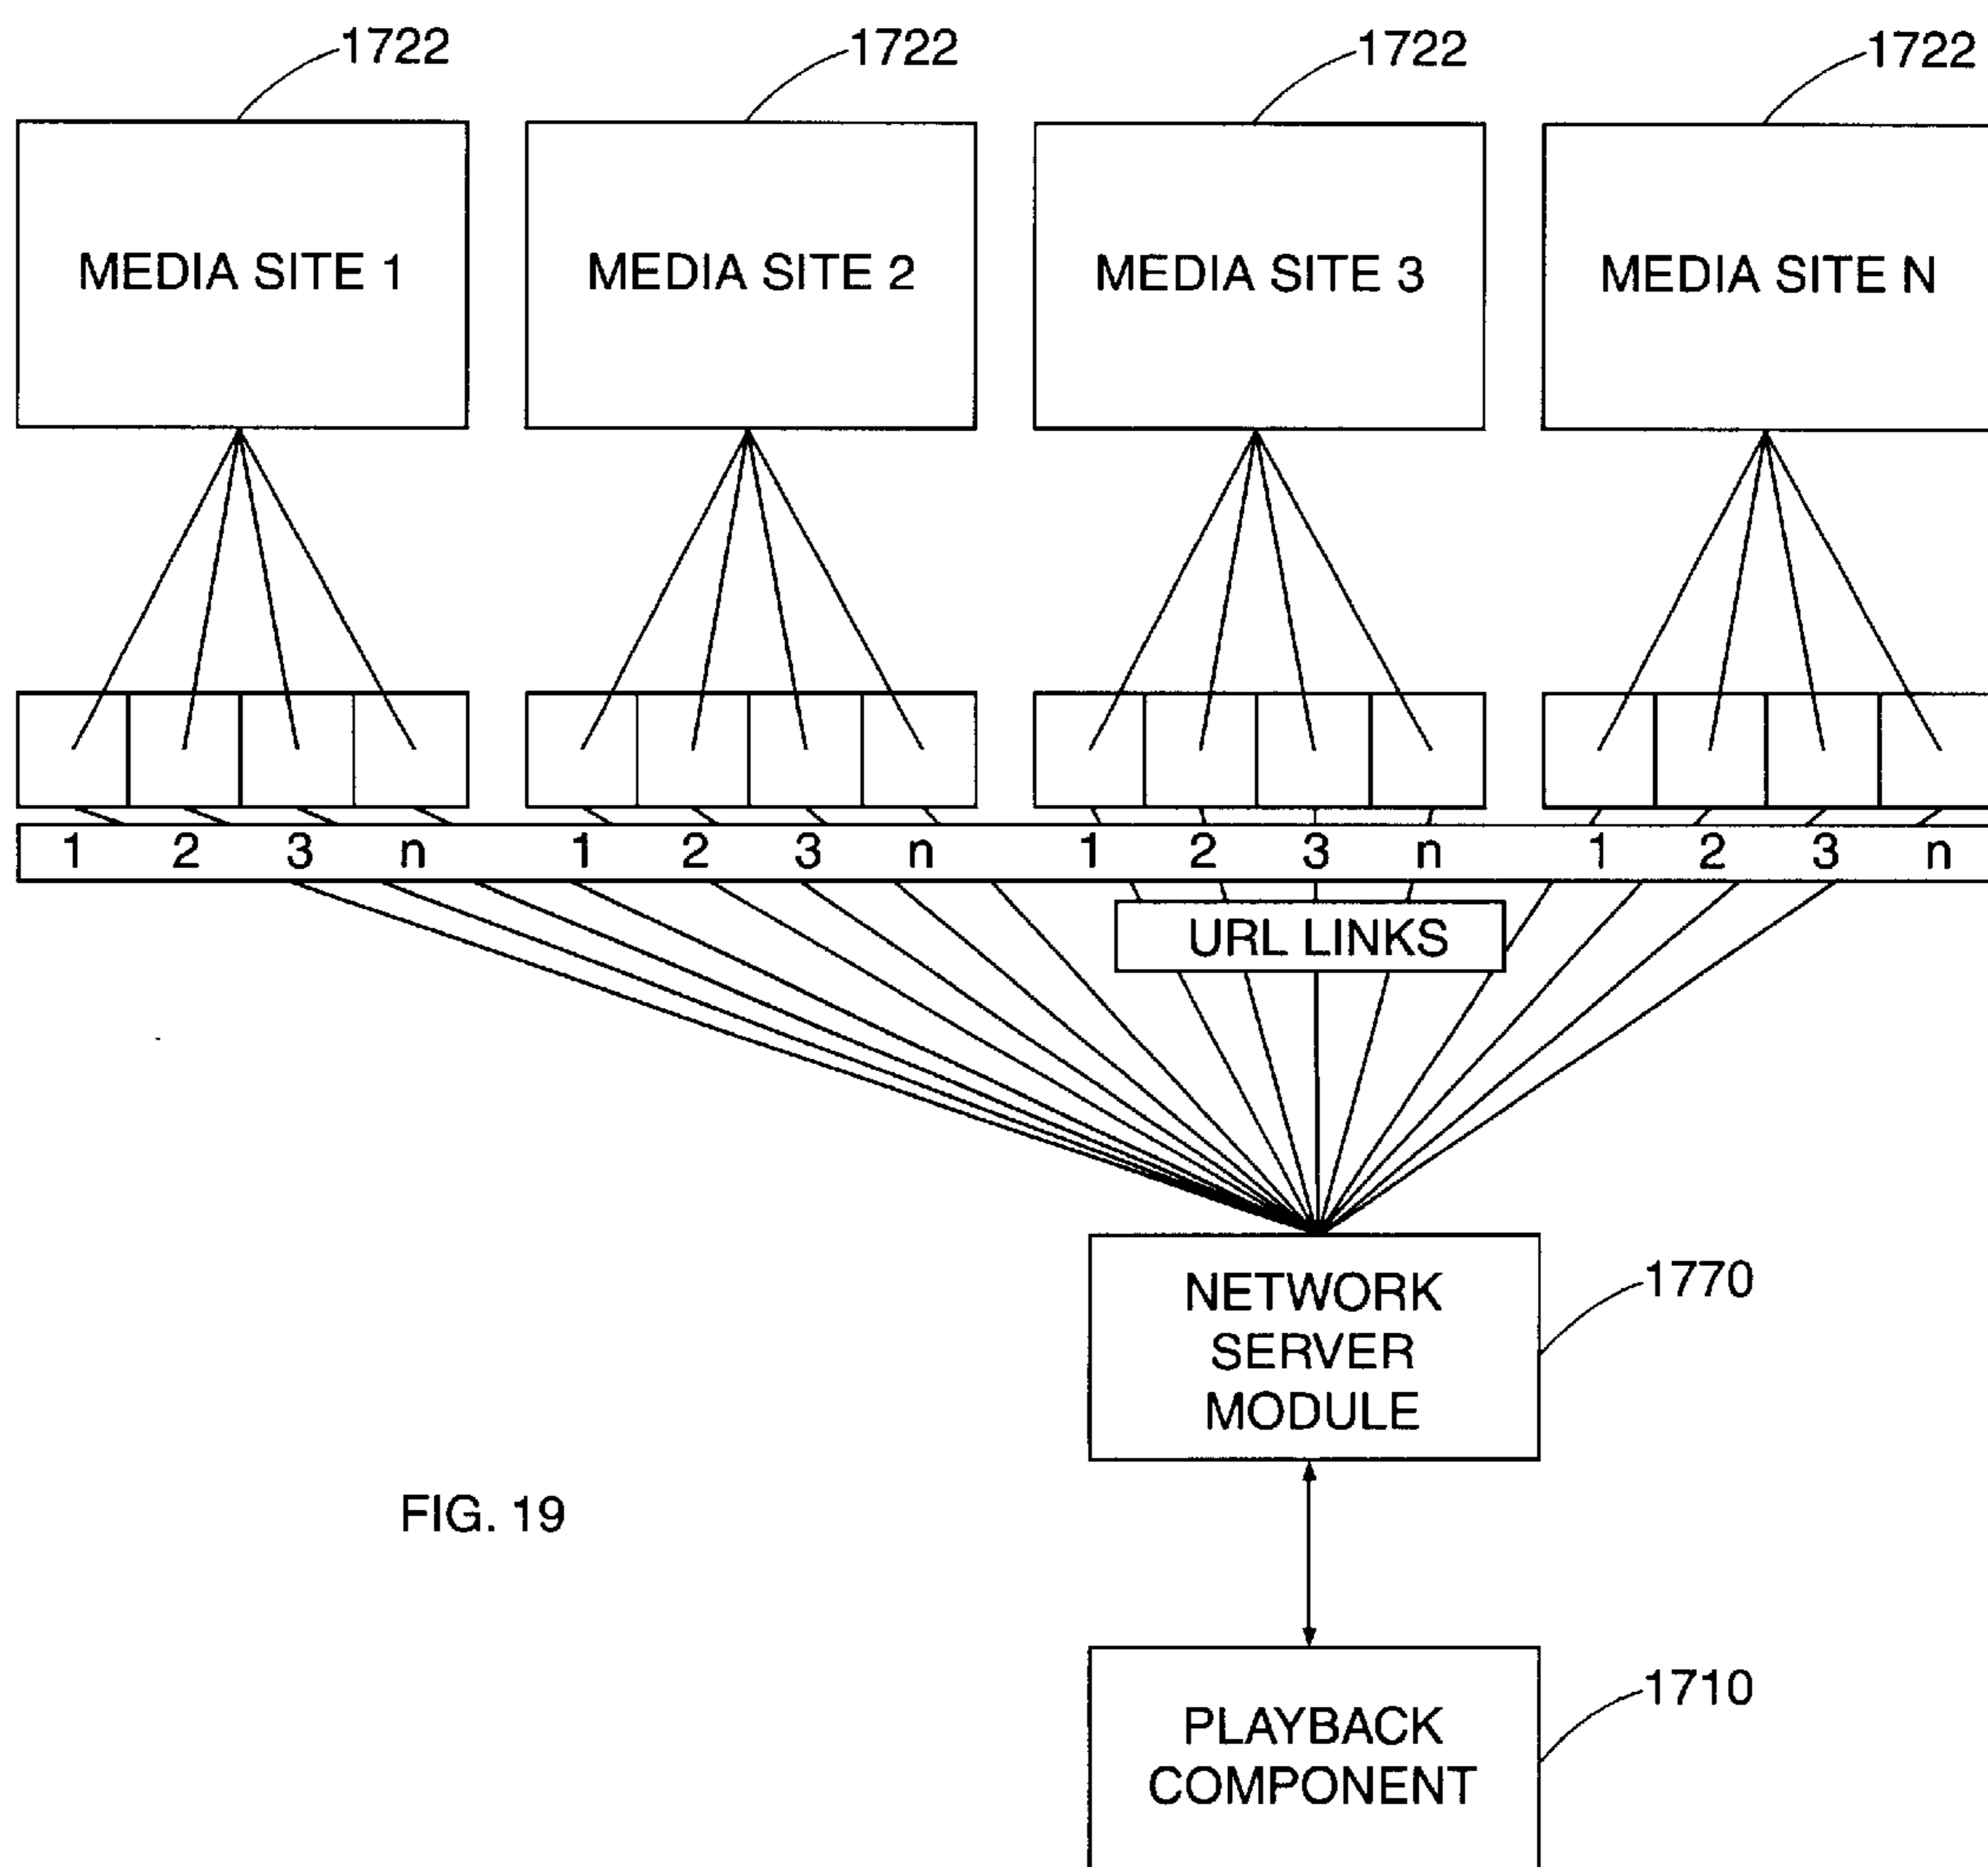 1722 1722 1722 1722
MEDIA SITE 1 MEDIA SITE 2 MEDIA SITE 3 MEDIA SITE N
1 2 3 n 1 2 3 n 1 2 3 n 1 2 3 n
URL LINKS
NETWORK
SERVER
MODULE
1770
FIG. 19
PLAYBACK
COMPONENT
1710